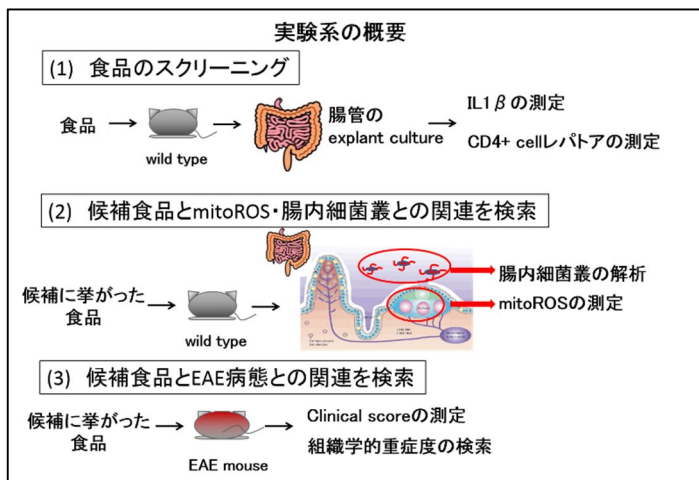 実験系の概要
(1) 食品のスクリーニング
食品
wild type
腸管の
explant culture
IL1βの測定
CD4+ cellレパトアの測定
(2) 候補食品とmitoROS・腸内細菌叢との関連を検索
候補に挙がった
食品
wild type
腸内細菌叢の解析
mitoROSの測定
(3) 候補食品とEAE病態との関連を検索
候補に挙がった
食品
EAE mouse
Clinical scoreの測定
組織学的重症度の検索